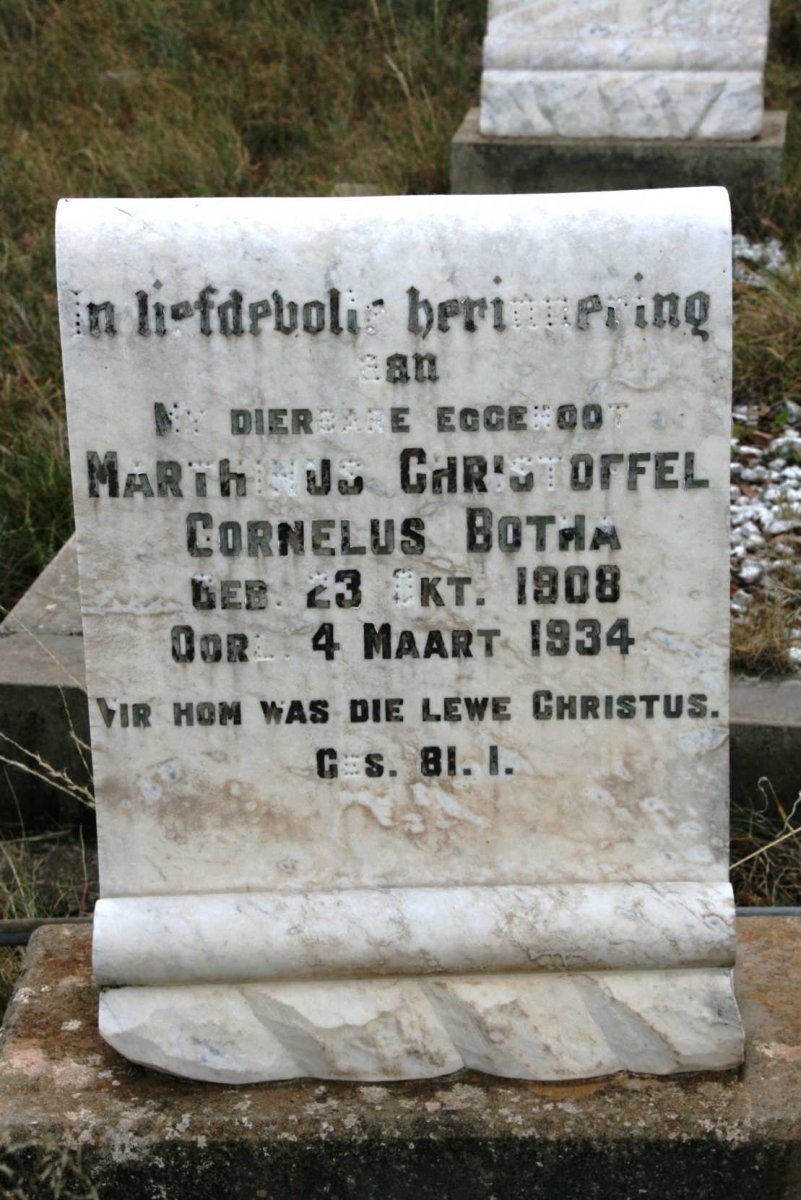 In liefdevolle herinnering
aan
MY DIERBARE EGGENOOT
MARTHINUS CHRISTOFFEL
CORNELUS BOTHA
GEB. 23 OKT. 1908
OORL. 4 MAART 1934.
VIR HOM WAS DIE LEWE CHRISTUS.
GES. 81. 1.